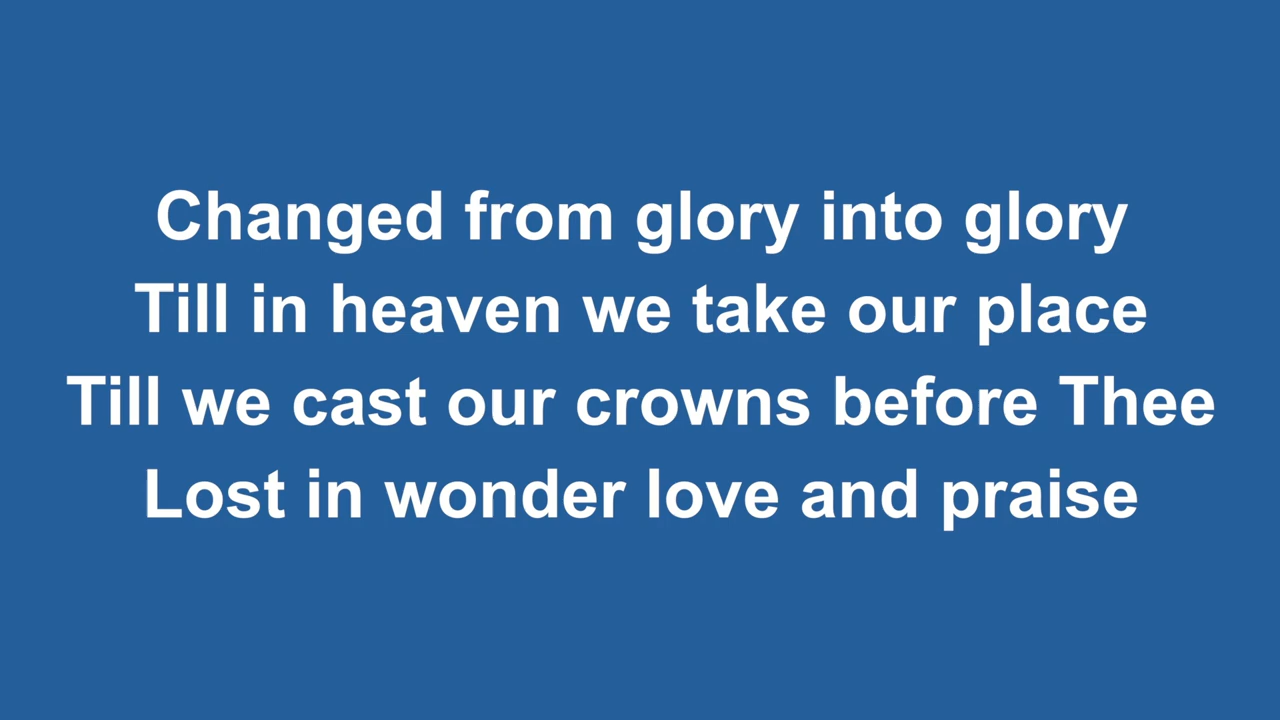 Changed from glory into glory
Till in heaven we take our place
Till we cast our crowns before Thee
Lost in wonder love and praise